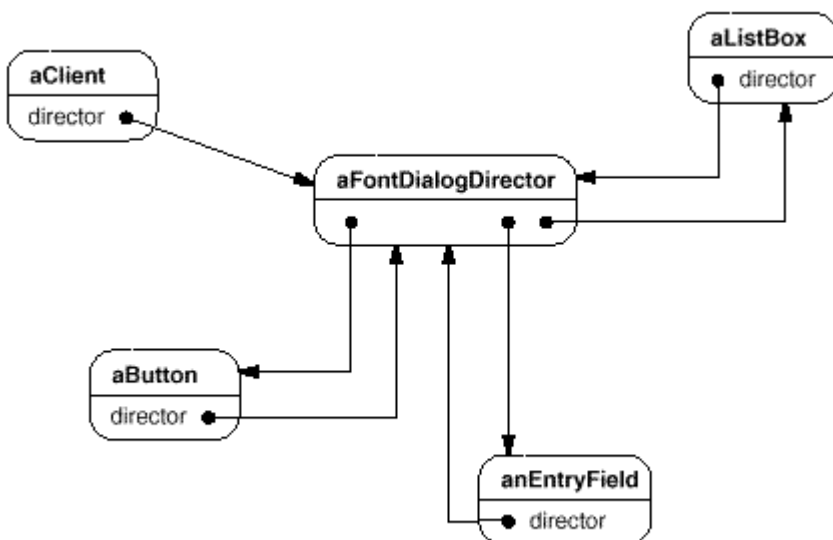 aListBox
director
aClient
director
aFontDialogDirector
aButton
director
anEntryField
director